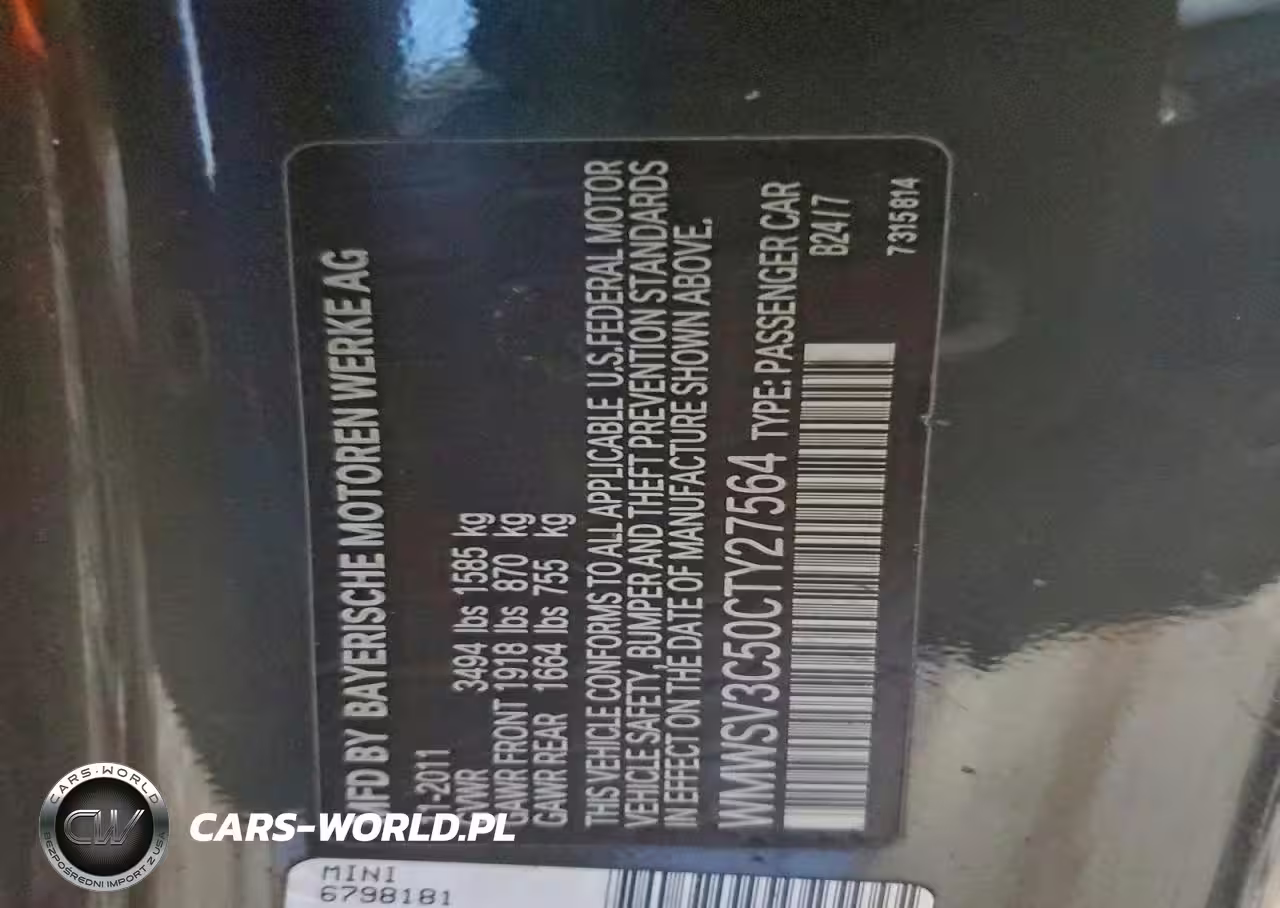 MFD BY BAYERISCHE MOTOREN WERKE AG
-2011
GVWR 3494 lbs 1585 kg
GAWR FRONT 1918 lbs 870 kg
GAWR REAR 1664 lbs 755 kg
THIS VEHICLE CONFORMS TO ALL APPLICABLE U.S.FEDERAL MOTOR
VEHICLE SAFETY, BUMPER AND THEFT PREVENTION STANDARDS
IN EFFECT ON THE DATE OF MANUFACTURE SHOWN ABOVE.
WMWSV3C50CTY27564 TYPE: PASSENGER CAR
B24/7
7315814
MINI
6798181
CARS-WORLD
CW
BEZPOŚREDNI IMPORT Z USA
CARS-WORLD.PL